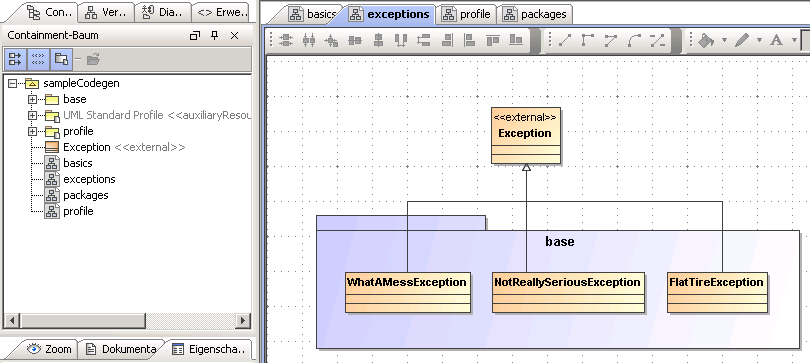 Con...
Ver...
Dia...
<> Erwe...
Containment-Baum
sampleCodegen
base
UML Standard Profile <<auxiliaryResou
profile
Exception <<external>>
basics
exceptions
packages
profile
Zoom
Dokumenta
Eigenscha..
basics
exceptions
profile
packages
<<external>>
Exception
base
WhatAMessException
NotReallySeriousException
FlatTireException